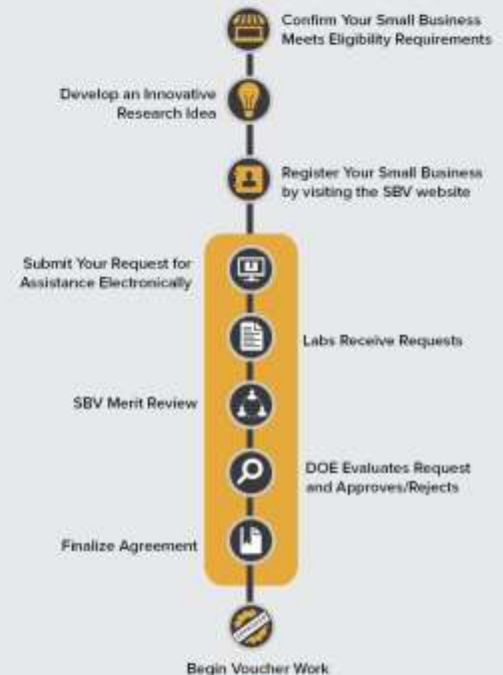 Confirm Your Small Business
Meets Eligibility Requirements
Develop an Innovative
Research Idea
Register Your Small Business
by visiting the SBV website
Submit Your Request for
Assistance Electronically
Labs Receive Requests
SBV Merit Review
DOE Evaluates Request
and Approves/Rejects
Finalize Agreement
Begin Voucher Work